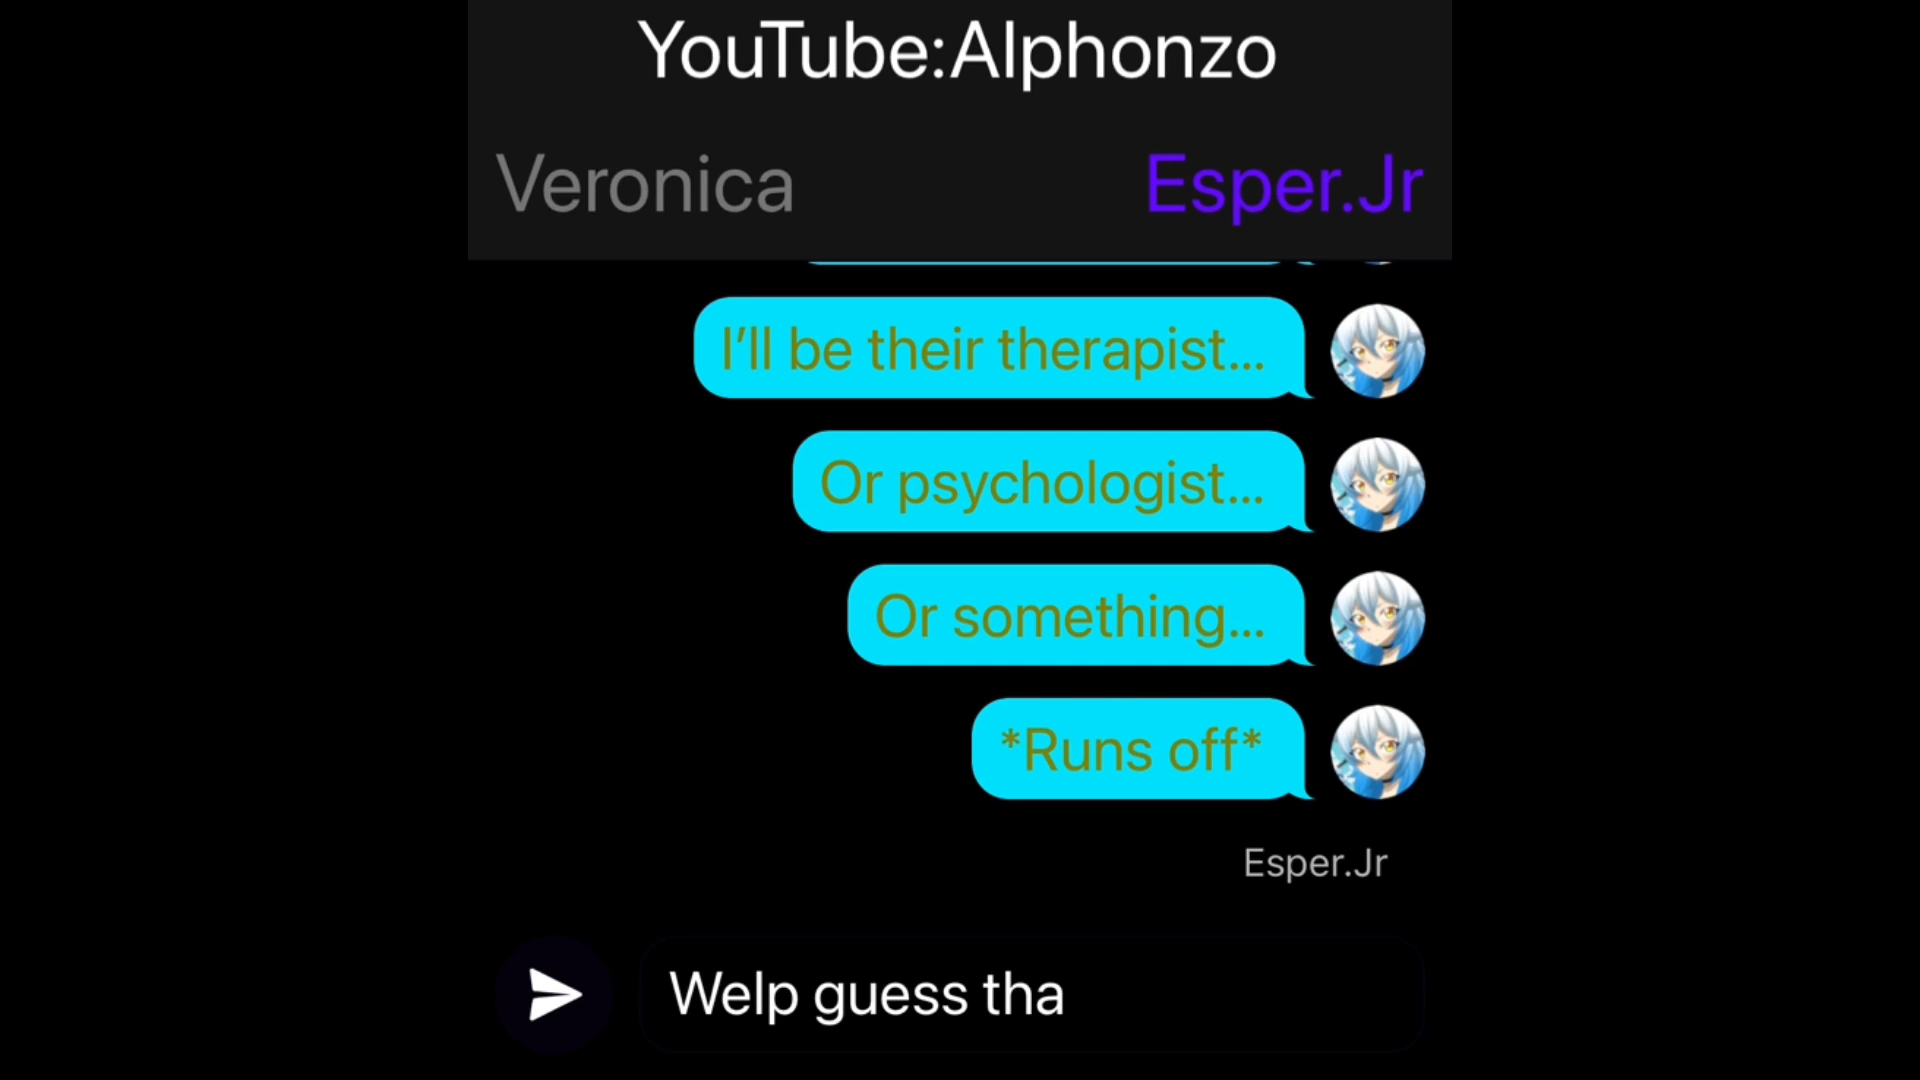 YouTube:Alphonzo
Veronica
Esper.Jr
I’ll be their therapist...
Or psychologist...
Or something...
*Runs off*
Esper.Jr
Welp guess tha